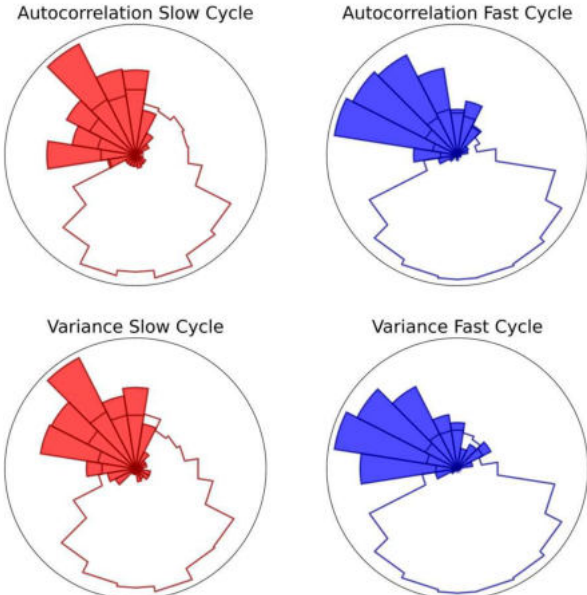 Autocorrelation Slow Cycle
Autocorrelation Fast Cycle
Variance Slow Cycle
Variance Fast Cycle